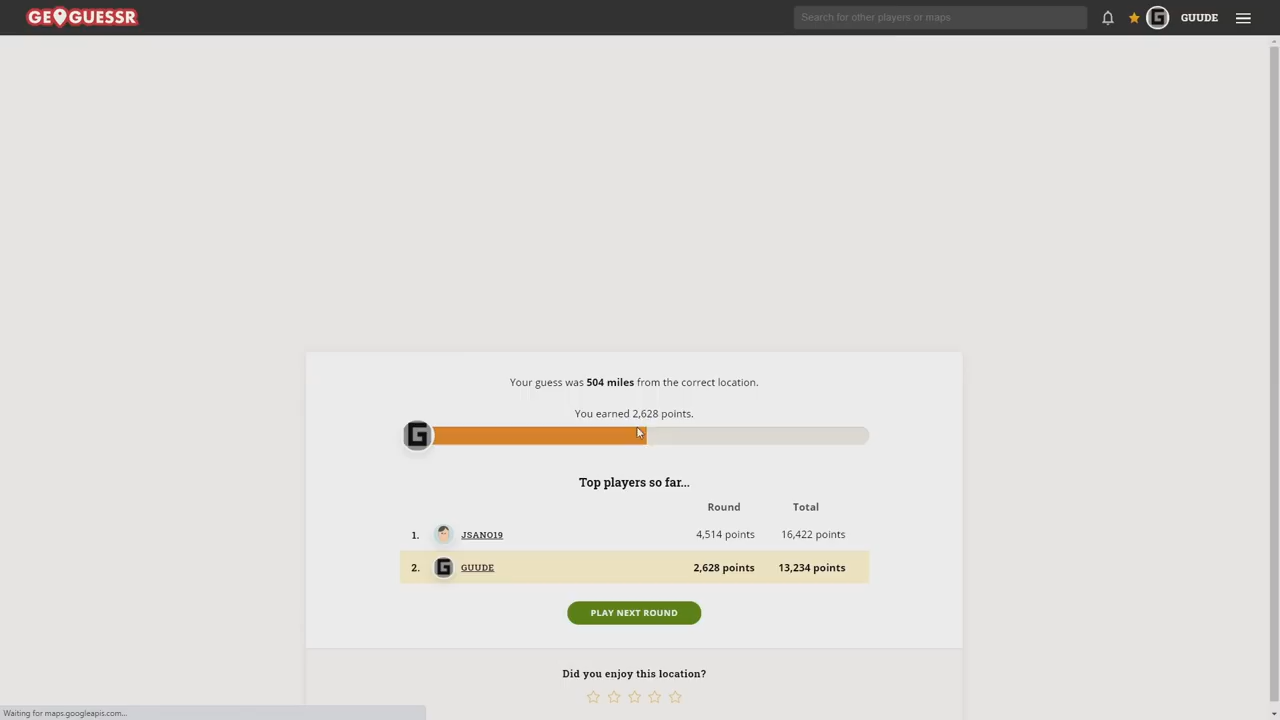 GEOGUESSR
Search for other players or maps
G GUUDE
Your guess was 504 miles from the correct location.
You earned 2,628 points.
G
Top players so far...
Round Total
1. JSANO19 4,514 points 16,422 points
2. G GUUDE 2,628 points 13,234 points
PLAY NEXT ROUND
Did you enjoy this location?
Waiting for maps.googleapis.com...